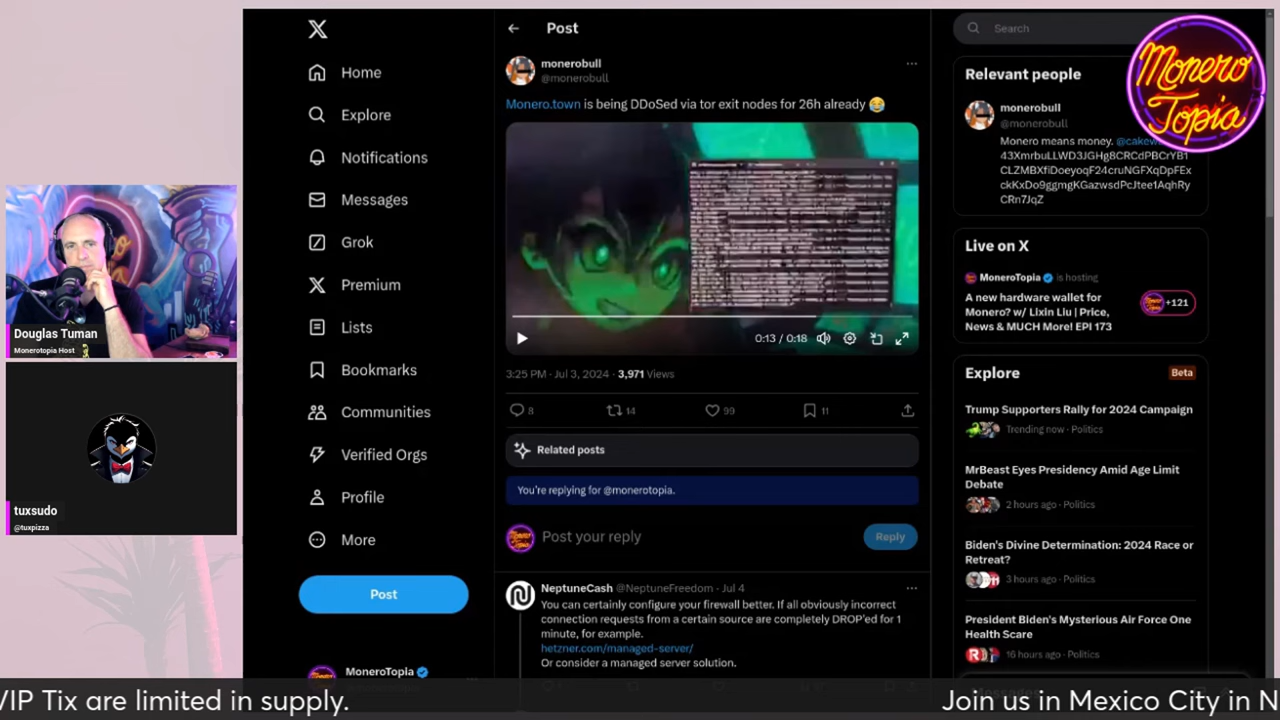 Post
monerobull
@monerobull
Monero.town is being DDoSed via tor exit nodes for 26h already 😂
0:13 / 0:18
3:25 PM · Jul 3, 2024 · 3,971 Views
8
14
99
11
Related posts
You're replying for @monerotopia.
Post your reply
Reply
NeptuneCash @NeptuneFreedom · Jul 4
You can certainly configure your firewall better. If all obviously incorrect
connection requests from a certain source are completely DROP'ed for 1
minute, for example.
hetzner.com/managed-server/
Or consider a managed server solution.
Home
Explore
Notifications
Messages
Grok
Premium
Lists
Bookmarks
Communities
Verified Orgs
Profile
More
Post
MoneroTopia
Search
Relevant people
monerobull
@monerobull
Monero means money.
CRn7JqZ
Live on X
MoneroTopia is hosting
A new hardware wallet for
Monero? w/ Lixin Liu | Price,
News & MUCH More! EPI 173
+121
Explore
Beta
Trump Supporters Rally for 2024 Campaign
Trending now · Politics
MrBeast Eyes Presidency Amid Age Limit
Debate
2 hours ago · Politics
Biden's Divine Determination: 2024 Race or
Retreat?
3 hours ago · Politics
President Biden's Mysterious Air Force One
Health Scare
16 hours ago · Politics
Monero
Topia
Douglas Tuman
Monerotopia Host
tuxsudo
@tuxpizza
VIP Tix are limited in supply.
Join us in Mexico City in N